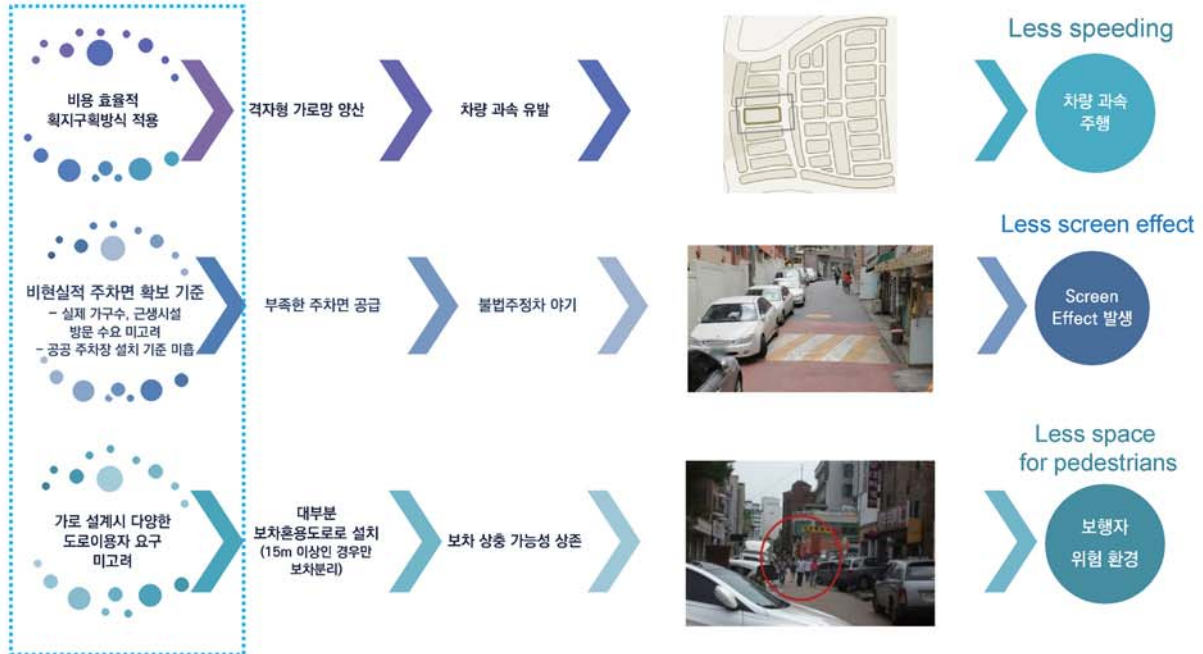 비용 효율적
획지구획방식 적용
격자형 가로망 양산
차량 과속 유발
Less speeding
차량 과속
주행
비현실적 주차면 확보 기준
– 실제 가구수, 근생시설
방문 수요 미고려
– 공공 주차장 설치 기준 미흡
부족한 주차면 공급
불법주정차 야기
Less screen effect
Screen
Effect 발생
가로 설계시 다양한
도로이용자 요구
미고려
대부분
보차혼용도로로 설치
(15m 이상인 경우만
보차분리)
보차 상충 가능성 상존
Less space
for pedestrians
보행자
위험 환경